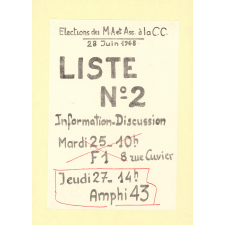 Elections des MA et Ass. à la C.C.
28 Juin 1968
LISTE
N°2
Information-Discussion
Mardi 25-10h
F1 8 rue Cuvier
Jeudi 27-14h
Amphi 43